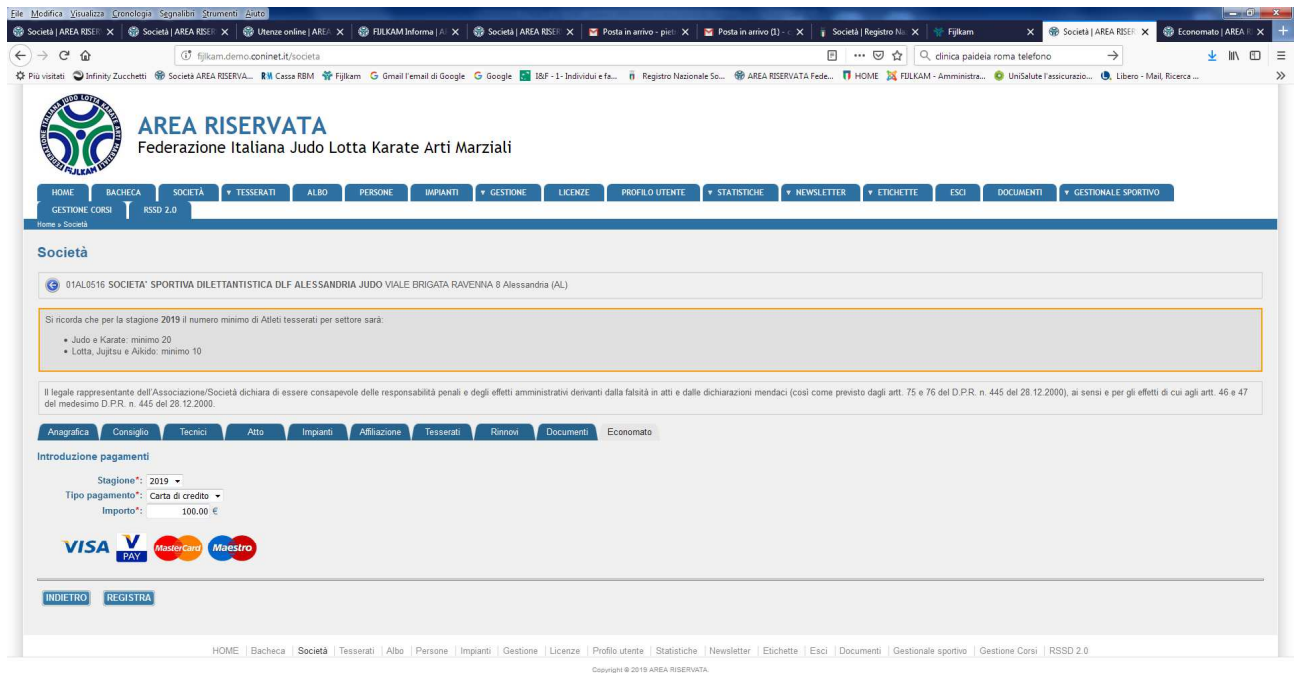 File Modifica Visualizza Cronologia Segnalibri Strumenti Aiuto
Società | AREA RISER Società | AREA RISER Utenze online | AREA FIJLKAM Informa | A Società | AREA RISER Posta in arrivo - piet Posta in arrivo (1) - c Società | Registro Na Fijlkam Società | AREA RISER Economato | AREA R
fijlkam.demo.coninet.it/societa clinica paideia roma telefono
Più visitati Infinity Zucchetti Società AREA RISERVA... Cassa RBM Fijlkam Gmail l'email di Google Google I&F - 1- Individui e fa... Registro Nazionale So... AREA RISERVATA Fede... HOME FIJLKAM - Amministra... UniSalute l'assicurazio... Libero - Mail, Ricerca ...
FEDERAZIONE ITALIANA JUDO LOTTA KARATE ARTI MARZIALI
FIJLKAM
AREA RISERVATA
Federazione Italiana Judo Lotta Karate Arti Marziali
HOME BACHECA SOCIETÀ ▼ TESSERATI ALBO PERSONE IMPIANTI ▼ GESTIONE LICENZE PROFILO UTENTE ▼ STATISTICHE ▼ NEWSLETTER ▼ ETICHETTE ESCI DOCUMENTI ▼ GESTIONALE SPORTIVO
GESTIONE CORSI RSSD 2.0
Home » Società
Società
01AL0516 SOCIETA' SPORTIVA DILETTANTISTICA DLF ALESSANDRIA JUDO VIALE BRIGATA RAVENNA 8 Alessandria (AL)
Si ricorda che per la stagione 2019 il numero minimo di Atleti tesserati per settore sarà:
• Judo e Karate: minimo 20
• Lotta, Jujitsu e Aikido: minimo 10
Il legale rappresentante dell'Associazione/Società dichiara di essere consapevole delle responsabilità penali e degli effetti amministrativi derivanti dalla falsità in atti e dalle dichiarazioni mendaci (così come previsto dagli artt. 75 e 76 del D.P.R. n. 445 del 28.12.2000), ai sensi e per gli effetti di cui agli artt. 46 e 47
del medesimo D.P.R. n. 445 del 28.12.2000.
Anagrafica Consiglio Tecnici Atto Impianti Affiliazione Tesserati Rinnovi Documenti Economato
Introduzione pagamenti
Stagione*: 2019
Tipo pagamento*: Carta di credito
Importo*: 100.00 €
VISA V PAY MasterCard Maestro
INDIETRO REGISTRA
HOME | Bacheca | Società | Tesserati | Albo | Persone | Impianti | Gestione | Licenze | Profilo utente | Statistiche | Newsletter | Etichette | Esci | Documenti | Gestionale sportivo | Gestione Corsi | RSSD 2.0
Copyright © 2019 AREA RISERVATA.